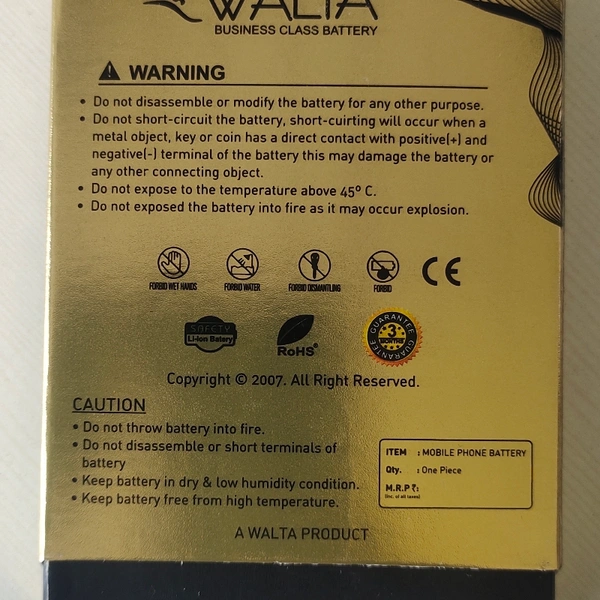 WALTA
BUSINESS CLASS BATTERY
WARNING
• Do not disassemble or modify the battery for any other purpose.
• Do not short-circuit the battery, short-cuirting will occur when a
metal object, key or coin has a direct contact with positive(+) and
negative(-) terminal of the battery this may damage the battery or
any other connecting object.
• Do not expose to the temperature above 45º C.
• Do not exposed the battery into fire as it may occur explosion.
FORBID WET HANDS
FORBID WATER
FORBID DISMANTLING
FORBID
CE
SAFETY
Li-Ion Batery
RoHS
GUARANTEE
3
MONTHS
GUARANTEE
Copyright © 2007. All Right Reserved.
CAUTION
• Do not throw battery into fire.
• Do not disassemble or short terminals of
battery
• Keep battery in dry & low humidity condition.
• Keep battery free from high temperature.
ITEM : MOBILE PHONE BATTERY
Qty. : One Piece
M.R.P ₹:
(Inc. of all taxes)
A WALTA PRODUCT